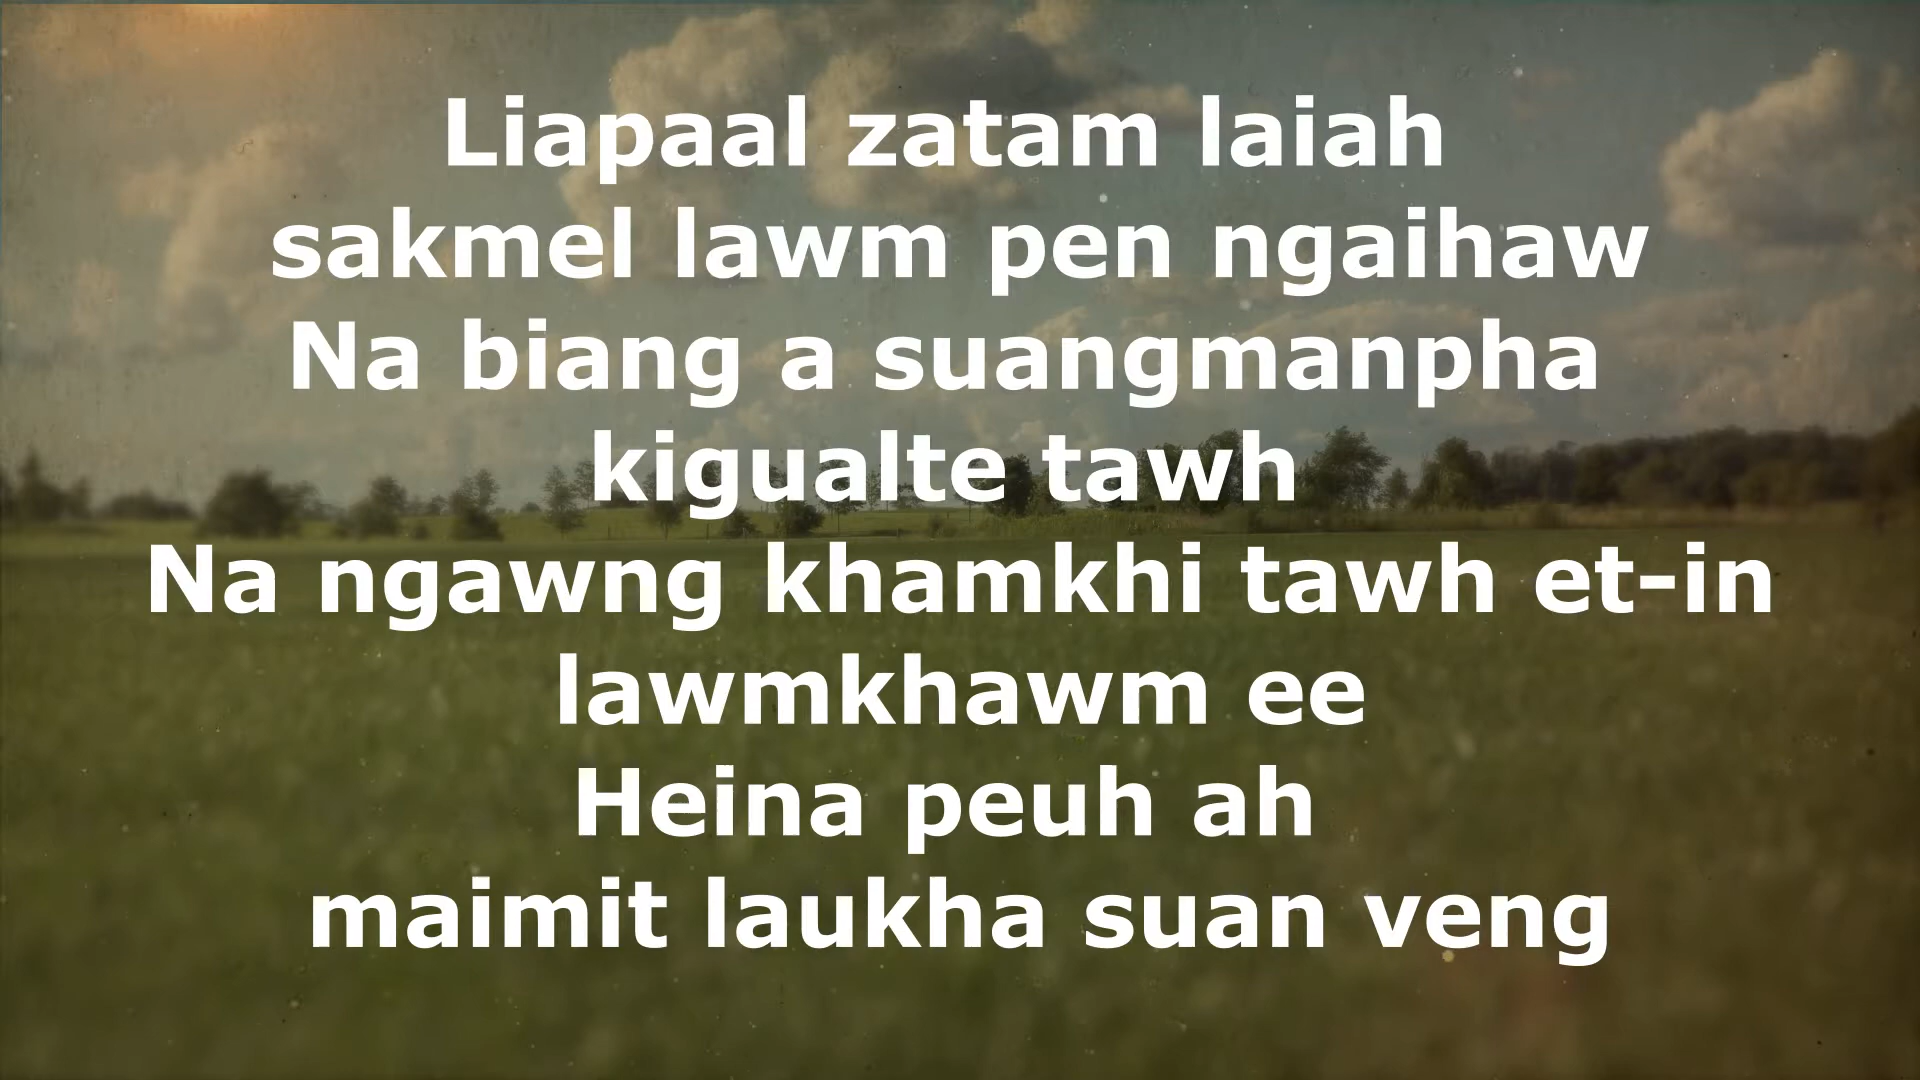 Liapaal zatam laiah
sakmel lawm pen ngaihaw
Na biang a suangmanpha
kigualte tawh
Na ngawng khamkhi tawh et-in
lawmkhawm ee
Heina peuh ah
maimit laukha suan veng